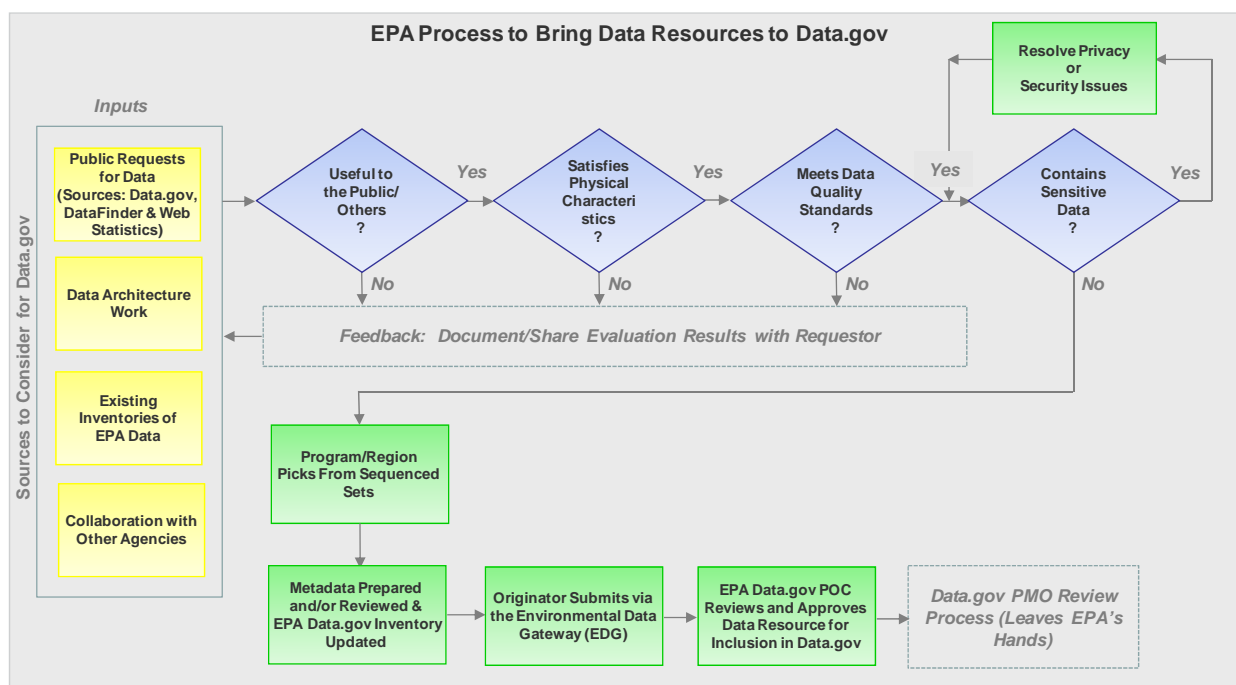 EPA Process to Bring Data Resources to Data.gov
Resolve Privacy
or
Security Issues
Inputs
Sources to Consider for Data.gov
Public Requests
for Data
(Sources: Data.gov,
DataFinder & Web
Statistics)
Data Architecture
Work
Existing
Inventories of
EPA Data
Collaboration with
Other Agencies
Useful to
the Public/
Others
?
Yes
No
Satisfies
Physical
Characteri
stics
?
Yes
No
Meets Data
Quality
Standards
?
Yes
No
Contains
Sensitive
Data
?
Yes
No
Feedback: Document/Share Evaluation Results with Requestor
Program/Region
Picks From Sequenced
Sets
Metadata Prepared
and/or Reviewed &
EPA Data.gov Inventory
Updated
Originator Submits via
the Environmental Data
Gateway (EDG)
EPA Data.gov POC
Reviews and Approves
Data Resource for
Inclusion in Data.gov
Data.gov PMO Review
Process (Leaves EPA's
Hands)